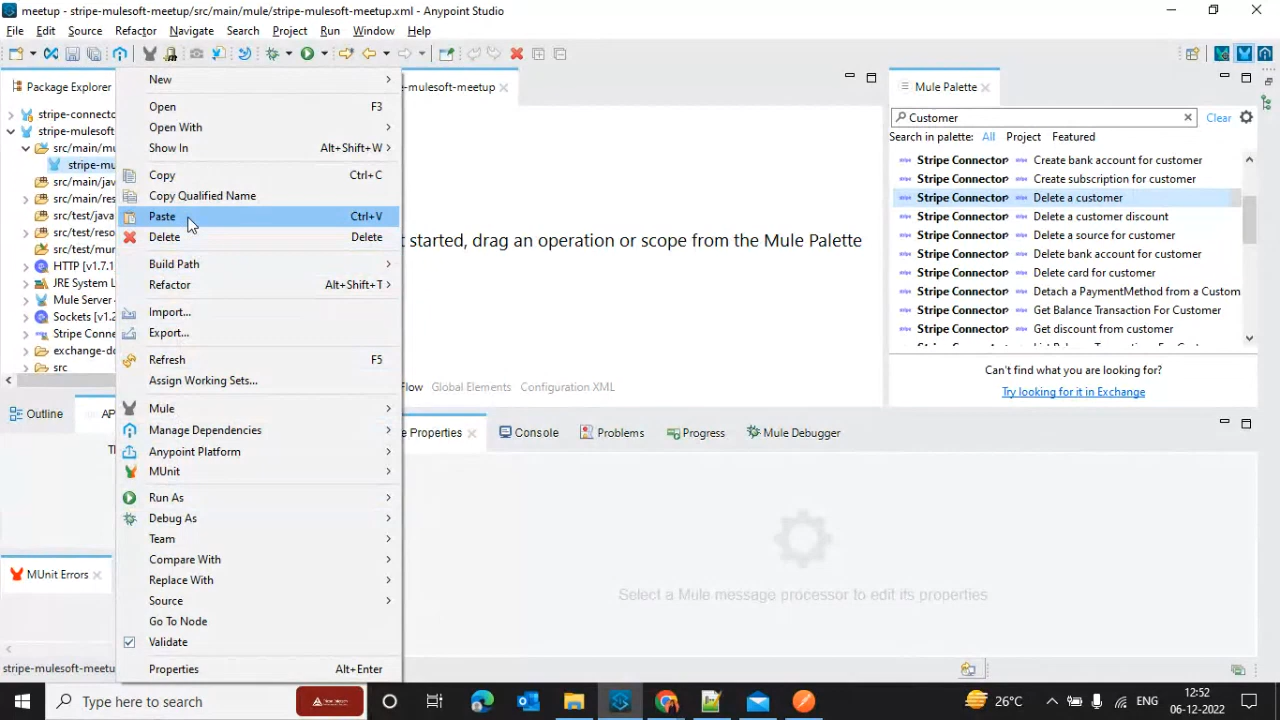 meetup - stripe-mulesoft-meetup/src/main/mule/stripe-mulesoft-meetup.xml - Anypoint Studio
File Edit Source Refactor Navigate Search Project Run Window Help
Package Explorer
stripe-connecto
stripe-mulesoft
src/main/mu
stripe-mu
src/main/jav
src/main/res
src/test/java
src/test/reso
src/test/mun
HTTP [v1.7.1
JRE System L
Mule Server
Sockets [v1.2
Stripe Conne
exchange-do
src
New
Open F3
Open With
Show In Alt+Shift+W
Copy Ctrl+C
Copy Qualified Name
Paste Ctrl+V
Delete Delete
Build Path
Refactor Alt+Shift+T
Import...
Export...
Refresh F5
Assign Working Sets...
Mule
Manage Dependencies
Anypoint Platform
MUnit
Run As
Debug As
Team
Compare With
Replace With
Source
Go To Node
Validate
Properties Alt+Enter
-mulesoft-meetup
t started, drag an operation or scope from the Mule Palette
Flow Global Elements Configuration XML
Mule Palette
Customer Clear
Search in palette: All Project Featured
Stripe Connector Create bank account for customer
Stripe Connector Create subscription for customer
Stripe Connector Delete a customer
Stripe Connector Delete a customer discount
Stripe Connector Delete a source for customer
Stripe Connector Delete bank account for customer
Stripe Connector Delete card for customer
Stripe Connector Detach a PaymentMethod from a Custom
Stripe Connector Get Balance Transaction For Customer
Stripe Connector Get discount from customer
Can't find what you are looking for?
Try looking for it in Exchange
Outline AP
Th
e Properties Console Problems Progress Mule Debugger
Select a Mule message processor to edit its properties
MUnit Errors
stripe-mulesoft-meetu
Type here to search
26°C ENG 12:52
06-12-2022